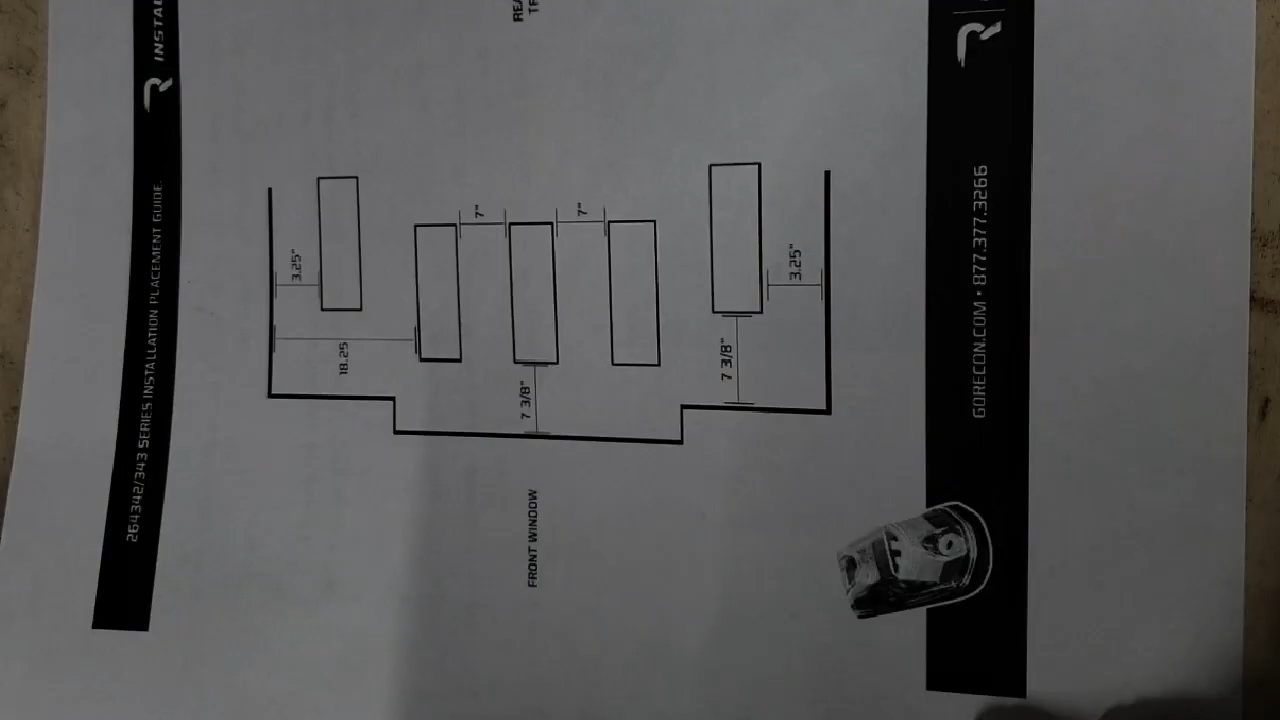 264342/343 SERIES INSTALLATION PLACEMENT GUIDE
3.25"
18.25
7"
7"
7 3/8"
7 3/8"
3.25"
FRONT WINDOW
GORECON.COM • 877.377.3266